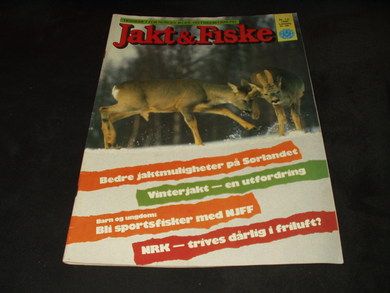 Jakt & Fiske
Bedre jaktmuligheter på Sørlandet
Vinterjakt — en utfordring
Barn og ungdom:
Bli sportsfisker med NJFF
NRK — trives dårlig i friluft?